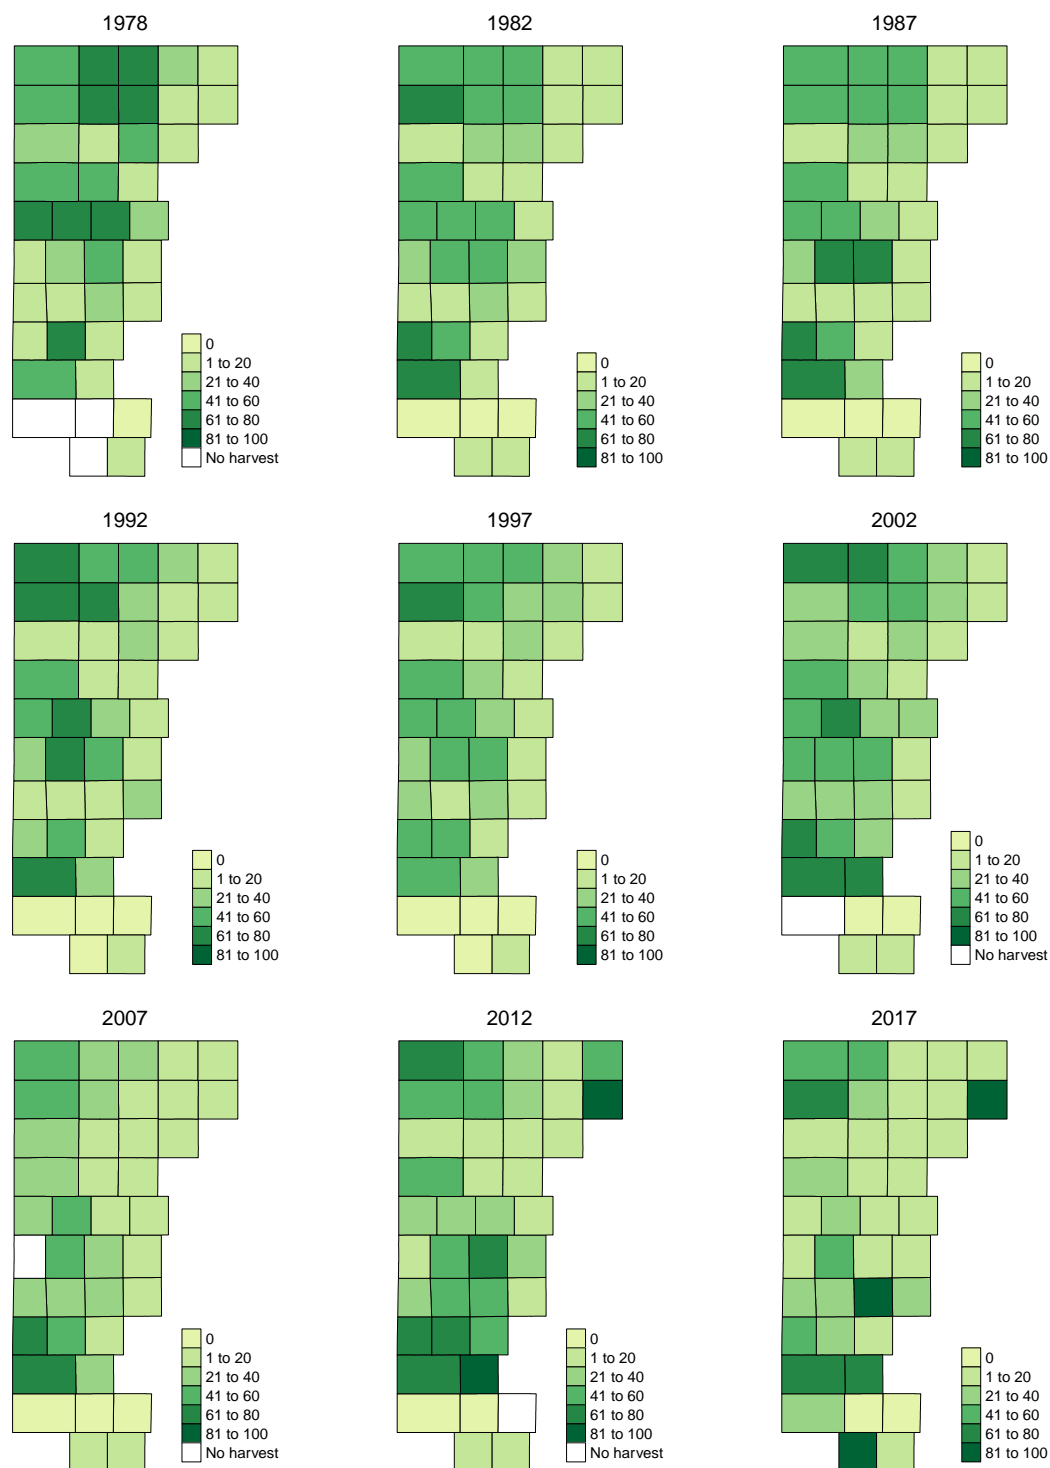 1978
1982
1987
0
1 to 20
21 to 40
41 to 60
61 to 80
81 to 100
No harvest
0
1 to 20
21 to 40
41 to 60
61 to 80
81 to 100
0
1 to 20
21 to 40
41 to 60
61 to 80
81 to 100
1992
1997
2002
0
1 to 20
21 to 40
41 to 60
61 to 80
81 to 100
0
1 to 20
21 to 40
41 to 60
61 to 80
81 to 100
0
1 to 20
21 to 40
41 to 60
61 to 80
81 to 100
No harvest
2007
2012
2017
0
1 to 20
21 to 40
41 to 60
61 to 80
81 to 100
No harvest
0
1 to 20
21 to 40
41 to 60
61 to 80
81 to 100
No harvest
0
1 to 20
21 to 40
41 to 60
61 to 80
81 to 100